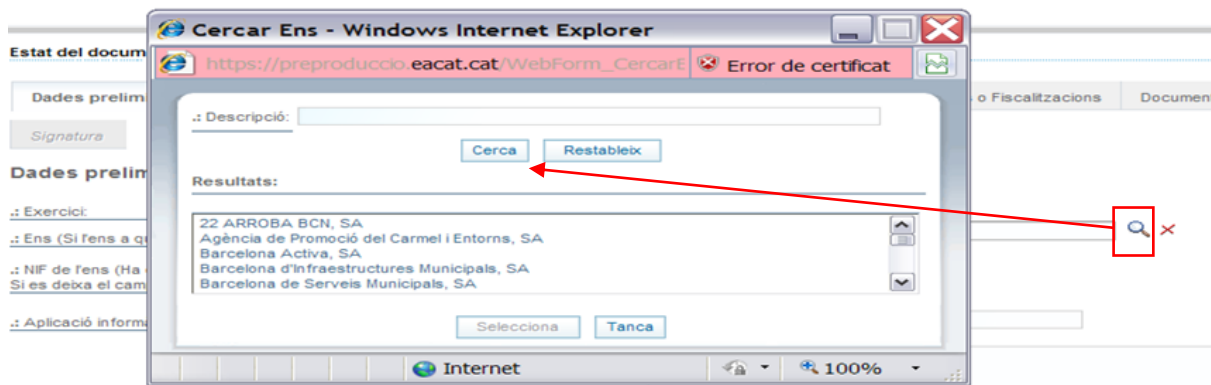 Cercar Ens - Windows Internet Explorer
Estat del docum
https://preproduccio.eacat.cat/WebForm_CercarE
Error de certificat
Dades prelim
o Fiscalitzacions
Documen
.: Descripció:
Signatura
Cerca
Restableix
Dades prelim
Resultats:
.: Exercici:
22 ARROBA BCN, SA
Agència de Promoció del Carmel i Entorns, SA
Barcelona Activa, SA
Barcelona d'Infraestructures Municipals, SA
Barcelona de Serveis Municipals, SA
.: Ens (Si l'ens a qu
.: NIF de l'ens (Ha
Si es deixa el cam
.: Aplicació inform
Selecciona
Tanca
Internet
100%